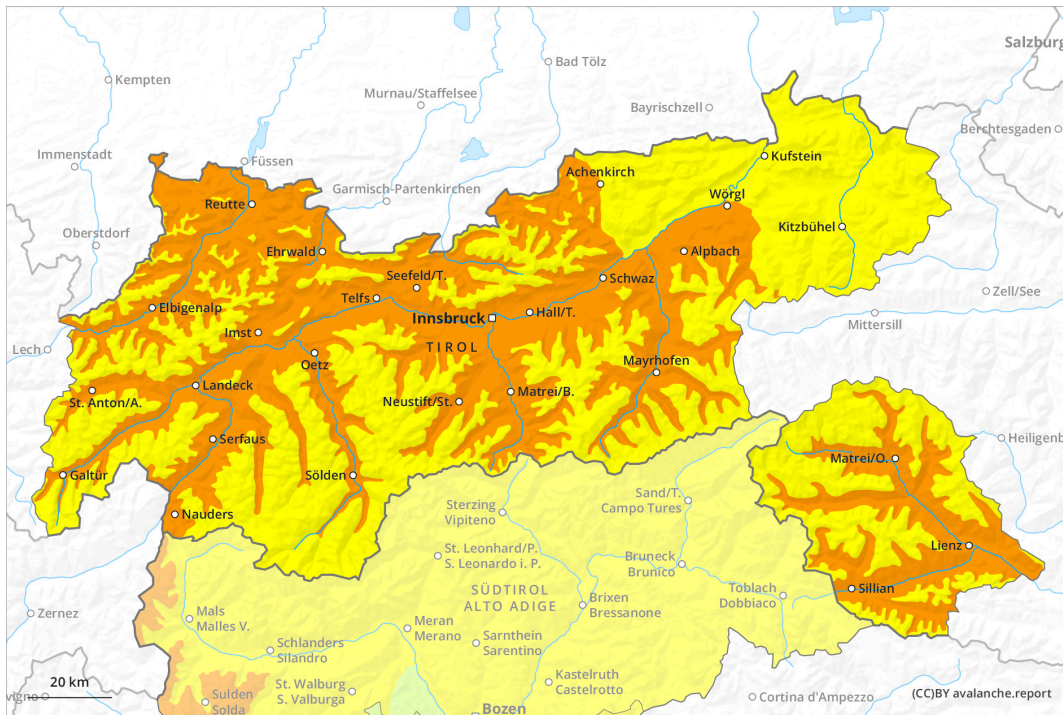 Salzburg
Kempten
Bad Tölz
Murnau/Staffelsee
Bayrischzell
Berchtesgaden
Immenstadt
Füssen
Kufstein
Achenkirch
Garmisch-Partenkirchen
Reutte
Wörgl
Oberstdorf
Kitzbühel
Ehrwald
Alpbach
Seefeld/T.
Schwaz
Zell/See
Telfs
Elbigenalp
Innsbruck
Hall/T.
Mittersill
Imst
TIROL
Lech
Oetz
Mayrhofen
Landeck
St. Anton/A.
Neustift/St.
Matrei/B.
Serfaus
Heiligenb
Matrei/O.
Galtür
Sölden
Sand/T.
Campo Tures
Sterzing
Vipiteno
Nauders
Lienz
St. Leonhard/P.
S. Leonardo i. P.
Bruneck
Brunico
Sillian
SÜDTIROL
ALTO ADIGE
Toblach
Dobbiaco
Brixen
Bressanone
Zernez
Mals
Malles V.
Meran
Merano
Sarnthein
Sarentino
Schlanders
Silandro
Kastelruth
Castelrotto
20 km
St. Walburg
S. Valburga
vigno
Sulden
Solda
Cortina d'Ampezzo
(CC)BY avalanche.report
Bozen